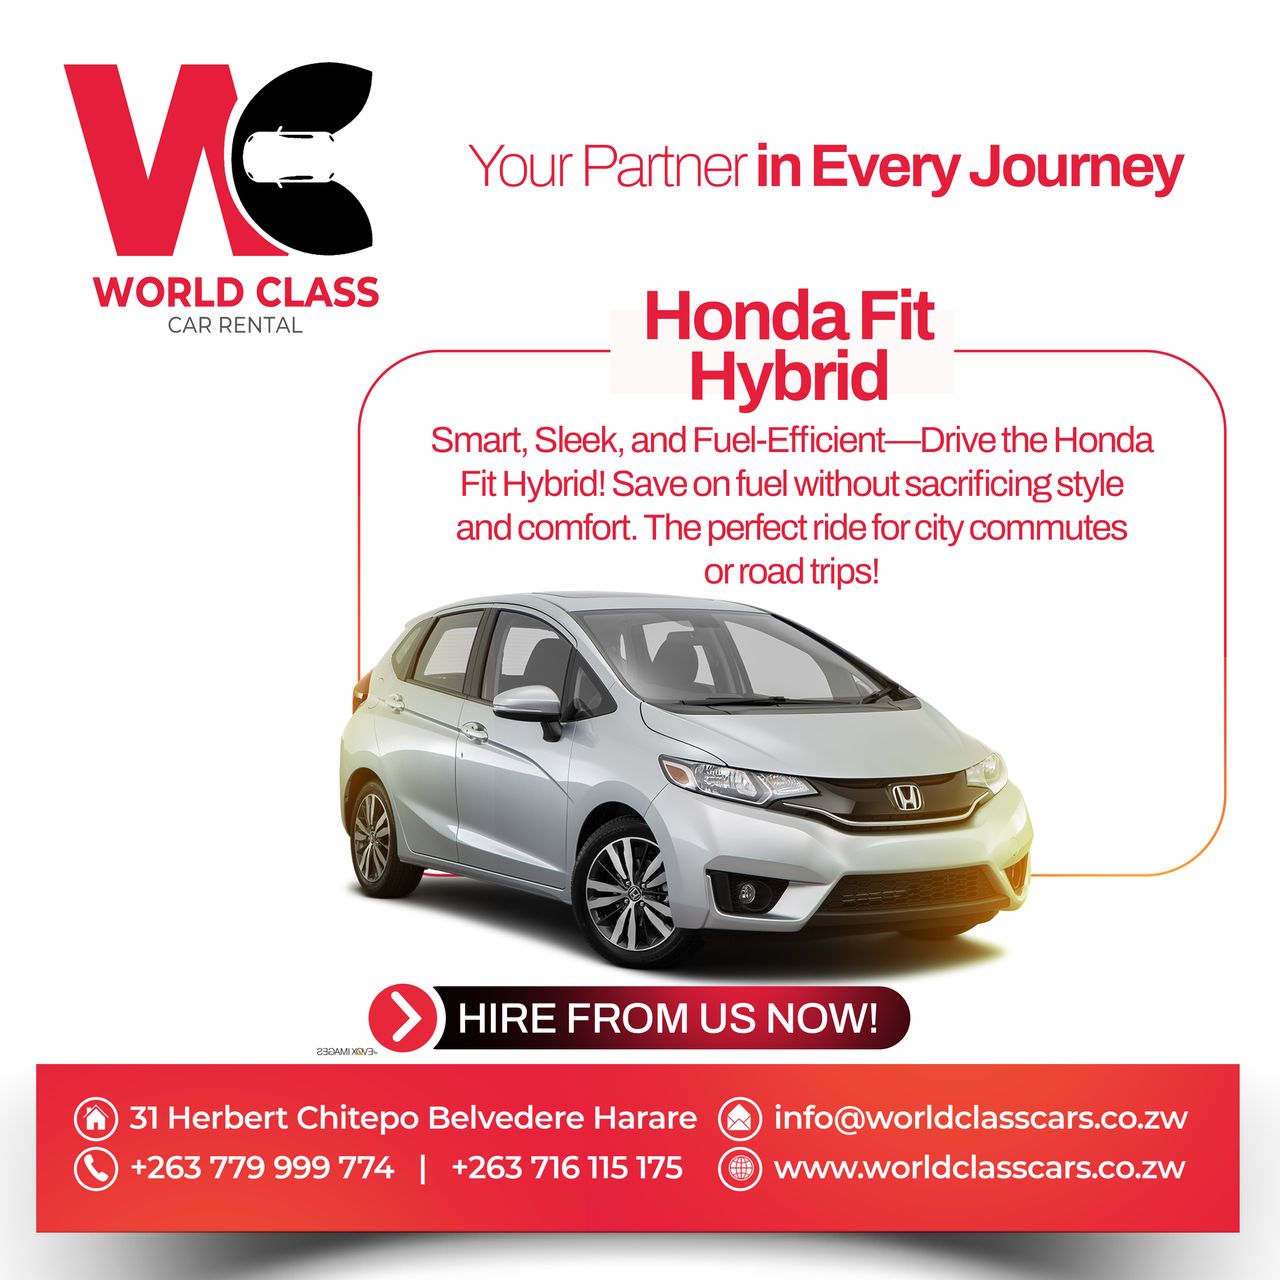 WC
WORLD CLASS
CAR RENTAL
Your Partner in Every Journey
Honda Fit
Hybrid
Smart, Sleek, and Fuel-Efficient—Drive the Honda
Fit Hybrid! Save on fuel without sacrificing style
and comfort. The perfect ride for city commutes
or road trips!
HIRE FROM US NOW!
EVOX IMAGES
31 Herbert Chitepo Belvedere Harare
info@worldclasscars.co.zw
+263 779 999 774 | +263 716 115 175
www.worldclasscars.co.zw